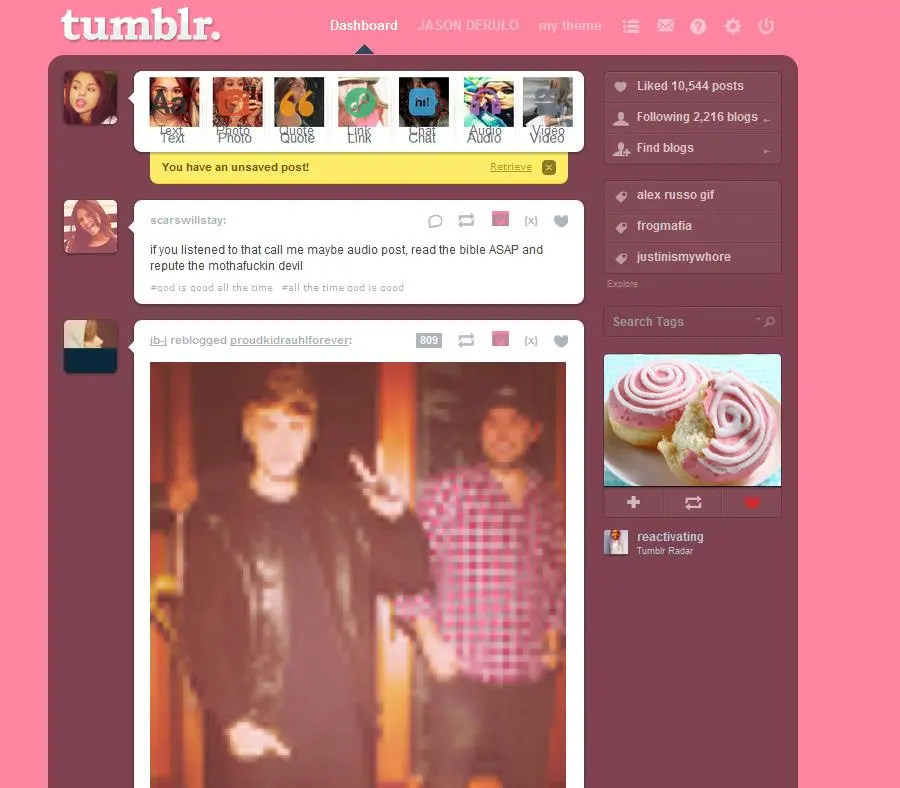 tumblr.
Dashboard JASON DERULO my theme
Aa hi!
Text Photo Quote Link Chat Audio Video
Text Photo Quote Link Chat Audio Video
You have an unsaved post! Retrieve
scarswillstay: {x}
if you listened to that call me maybe audio post, read the bible ASAP and
repute the mothafuckin devil
#god is good all the time #all the time god is good
jb-j reblogged proudkidrauhlforever: 809 {x}
Liked 10,544 posts
Following 2,216 blogs
Find blogs
alex russo gif
frogmafia
justinismywhore
Explore
Search Tags
reactivating
Tumblr Radar